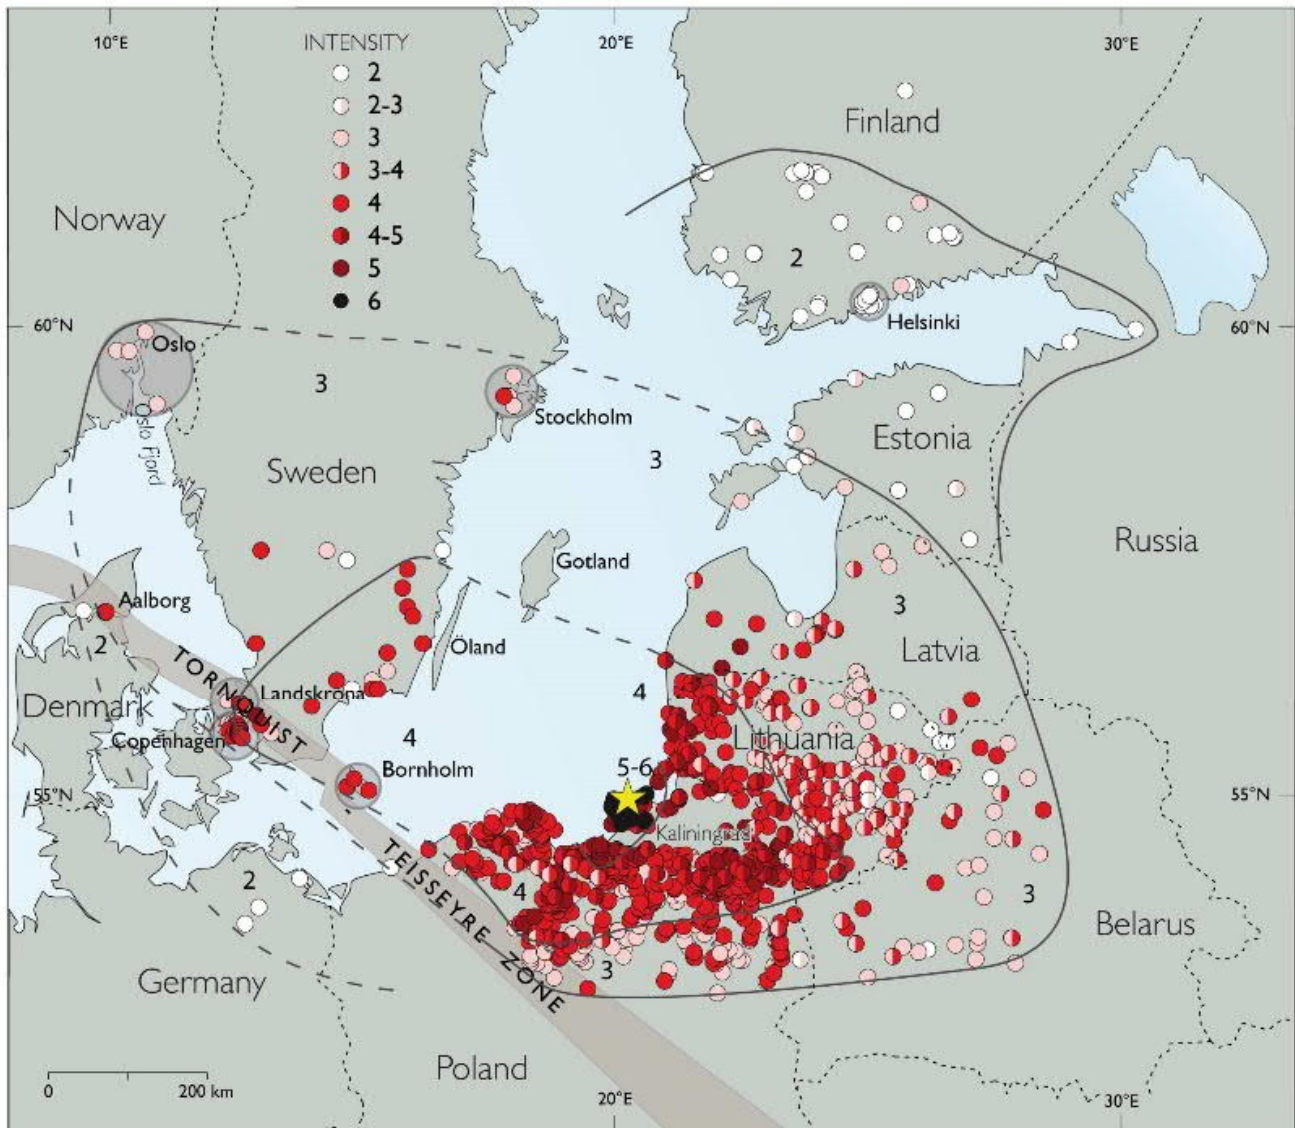 10°E
20°E
30°E
INTENSITY
2
2-3
3
3-4
4
4-5
5
6
Finland
Norway
2
60°N
Oslo
Helsinki
60°N
3
Oslo Fjord
Stockholm
Estonia
Sweden
3
Gotland
Russia
Aalborg
3
2
Öland
Latvia
TORNQUIST
Landskrona
4
Denmark
Copenhagen
4
Lithuania
Bornholm
5-6
55°N
55°N
Kaliningrad
TEISSEYRE ZONE
2
4
3
Belarus
3
Germany
Poland
0
200 km
20°E
30°E